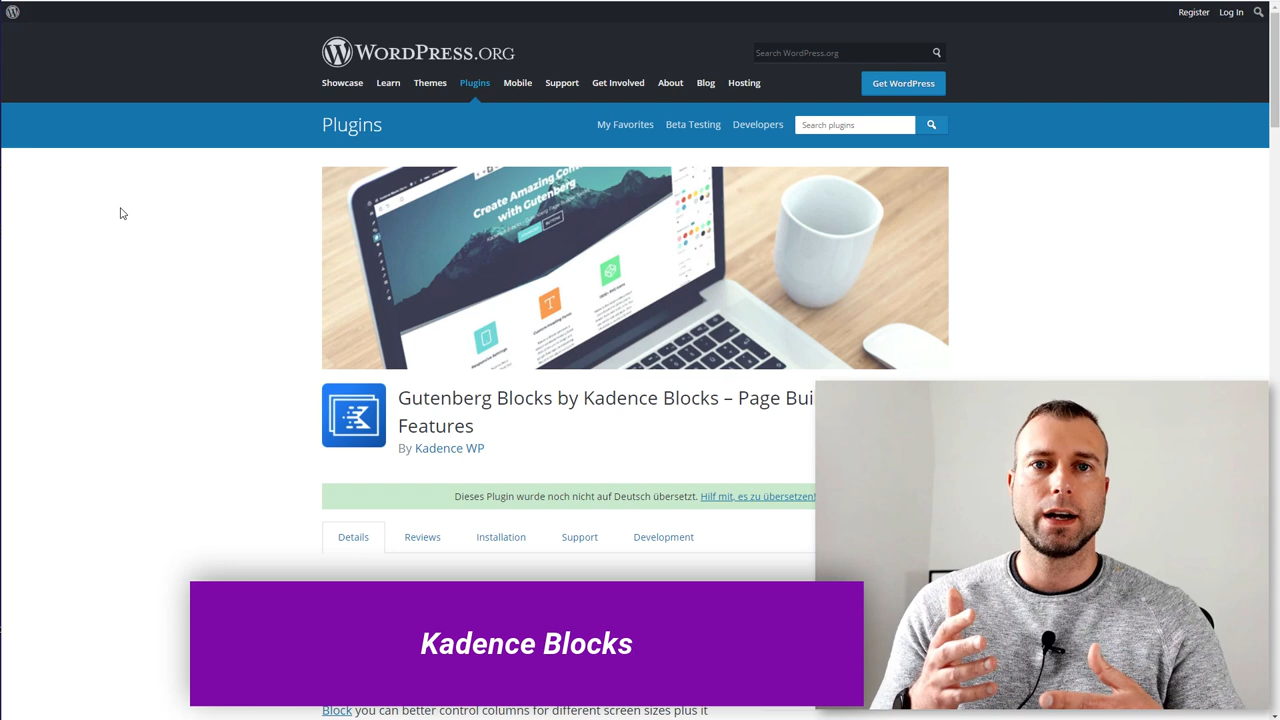 Register Log In
WORDPRESS.ORG
Search WordPress.org
Showcase Learn Themes Plugins Mobile Support Get Involved About Blog Hosting
Get WordPress
Plugins
My Favorites Beta Testing Developers
Search plugins
Create Amazing
with Gutenberg
Gutenberg Blocks by Kadence Blocks – Page Bui
Features
By Kadence WP
Dieses Plugin wurde noch nicht auf Deutsch übersetzt. Hilf mit, es zu übersetzen!
Details Reviews Installation Support Development
Kadence Blocks
Block you can better control columns for different screen sizes plus it